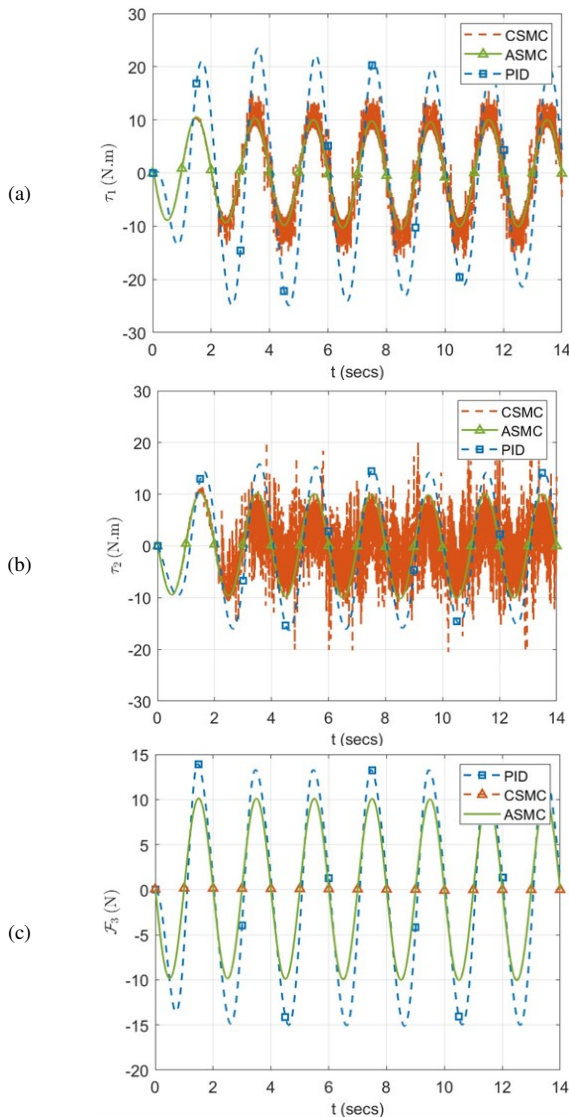 (a)
30
20
10
0
-10
-20
-30
τ1 (N.m)
0 2 4 6 8 10 12 14
t (secs)
CSMC
ASMC
PID
(b)
30
20
10
0
-10
-20
-30
τ2 (N.m)
0 2 4 6 8 10 12 14
t (secs)
CSMC
ASMC
PID
(c)
15
10
5
0
-5
-10
-15
-20
ℱ3 (N)
0 2 4 6 8 10 12 14
t (secs)
PID
CSMC
ASMC